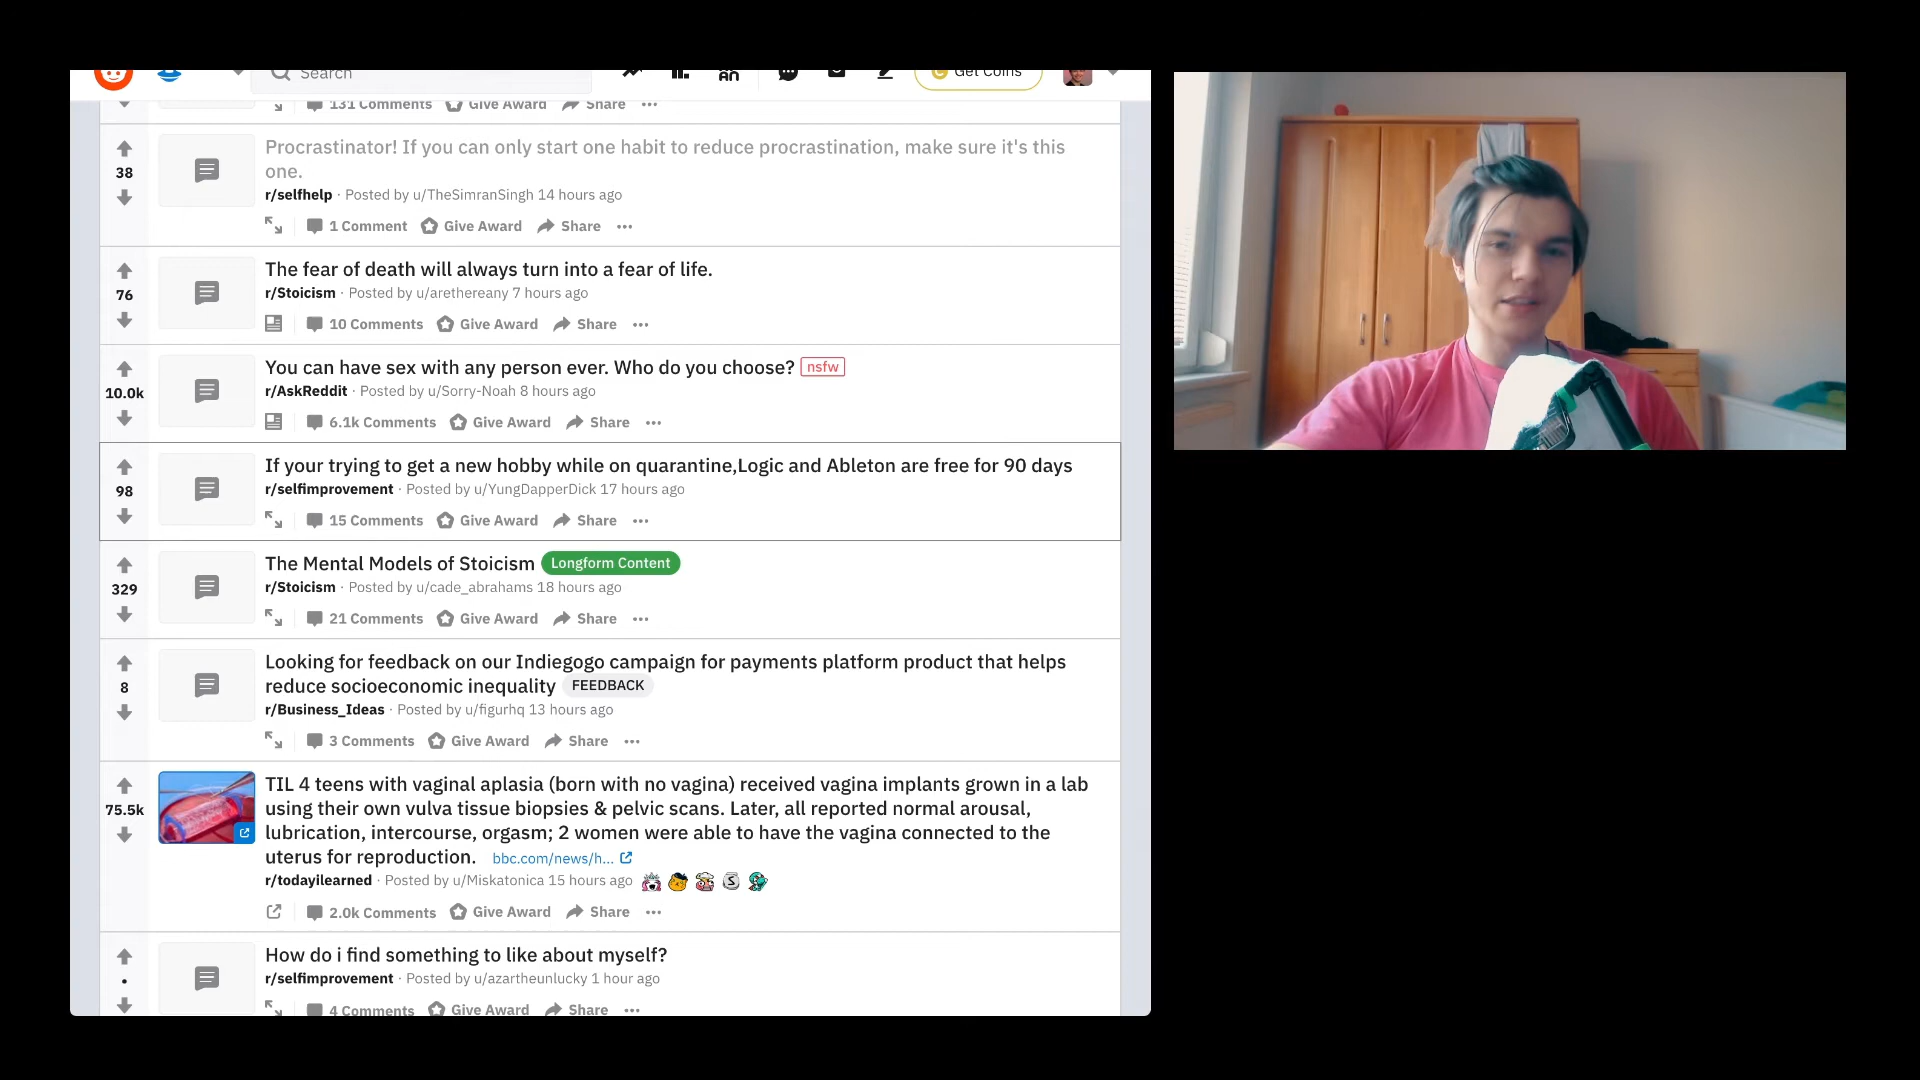 Search
Get Coins
131 Comments Give Award Share
Procrastinator! If you can only start one habit to reduce procrastination, make sure it's this
one.
38
r/selfhelp · Posted by u/TheSimranSingh 14 hours ago
1 Comment Give Award Share
The fear of death will always turn into a fear of life.
76
r/Stoicism · Posted by u/arethereany 7 hours ago
10 Comments Give Award Share
You can have sex with any person ever. Who do you choose? nsfw
10.0k
r/AskReddit · Posted by u/Sorry-Noah 8 hours ago
6.1k Comments Give Award Share
If your trying to get a new hobby while on quarantine,Logic and Ableton are free for 90 days
98
r/selfimprovement · Posted by u/YungDapperDick 17 hours ago
15 Comments Give Award Share
The Mental Models of Stoicism Longform Content
329
r/Stoicism · Posted by u/cade_abrahams 18 hours ago
21 Comments Give Award Share
Looking for feedback on our Indiegogo campaign for payments platform product that helps
reduce socioeconomic inequality FEEDBACK
8
r/Business_Ideas · Posted by u/figurhq 13 hours ago
3 Comments Give Award Share
TIL 4 teens with vaginal aplasia (born with no vagina) received vagina implants grown in a lab
using their own vulva tissue biopsies & pelvic scans. Later, all reported normal arousal,
75.5k
lubrication, intercourse, orgasm; 2 women were able to have the vagina connected to the
uterus for reproduction. bbc.com/news/h...
r/todayilearned · Posted by u/Miskatonica 15 hours ago
2.0k Comments Give Award Share
How do i find something to like about myself?
•
r/selfimprovement · Posted by u/azartheunlucky 1 hour ago
4 Comments Give Award Share